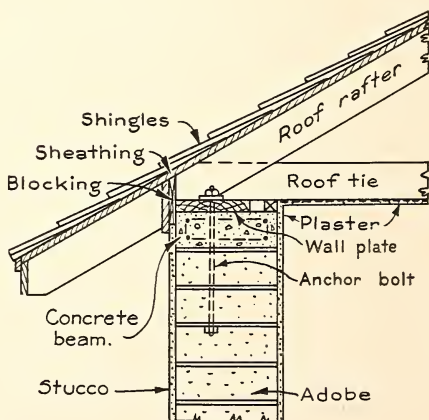 Shingles
Roof rafter
Sheathing
Blocking
Roof tie
Plaster
Wall plate
Anchor bolt
Concrete
beam.
Stucco
Adobe